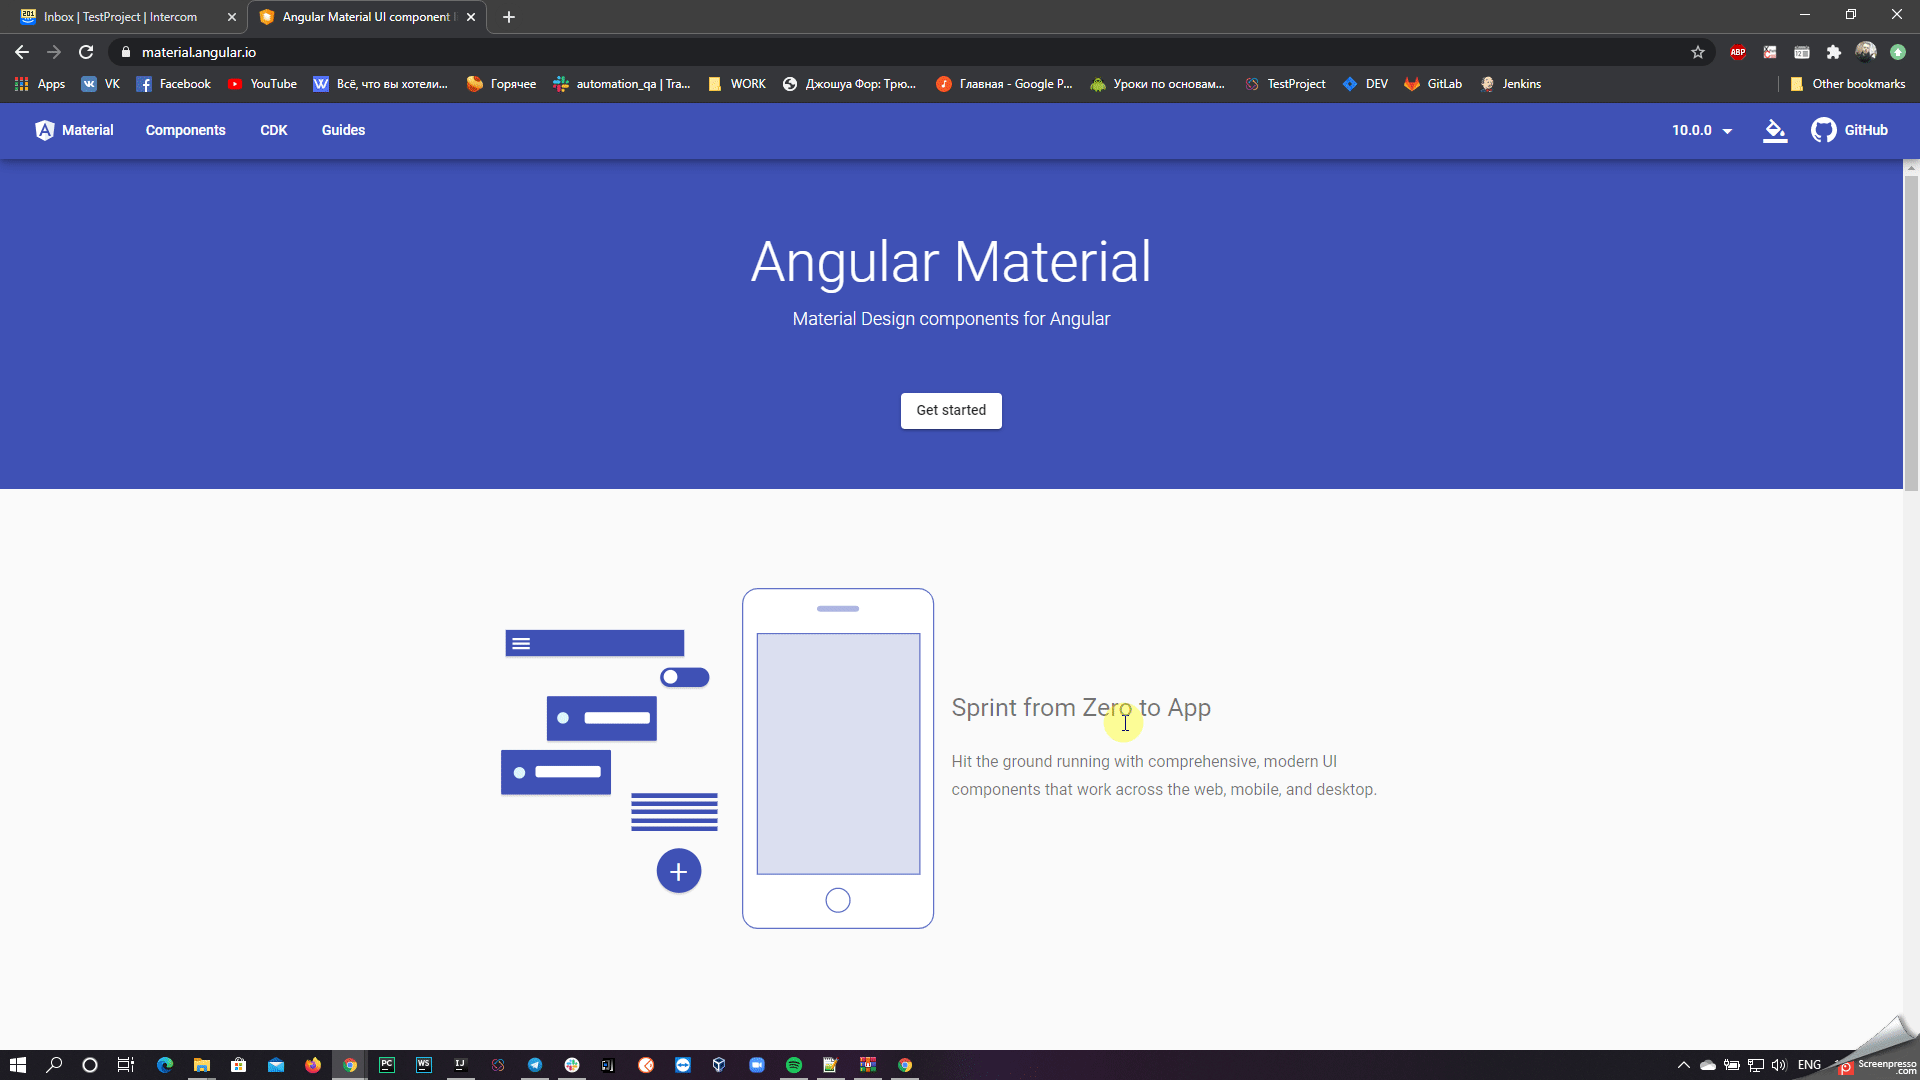 Inbox | TestProject | Intercom
Angular Material UI component l
material.angular.io
Apps
VK
Facebook
YouTube
Всё, что вы хотели...
Горячее
automation_qa | Tra...
WORK
Джошуа Фор: Трю...
Главная - Google P...
Уроки по основам...
TestProject
DEV
GitLab
Jenkins
Other bookmarks
Material
Components
CDK
Guides
10.0.0
GitHub
Angular Material
Material Design components for Angular
Get started
Sprint from Zero to App
Hit the ground running with comprehensive, modern UI
components that work across the web, mobile, and desktop.
ENG
Screenpresso
.com